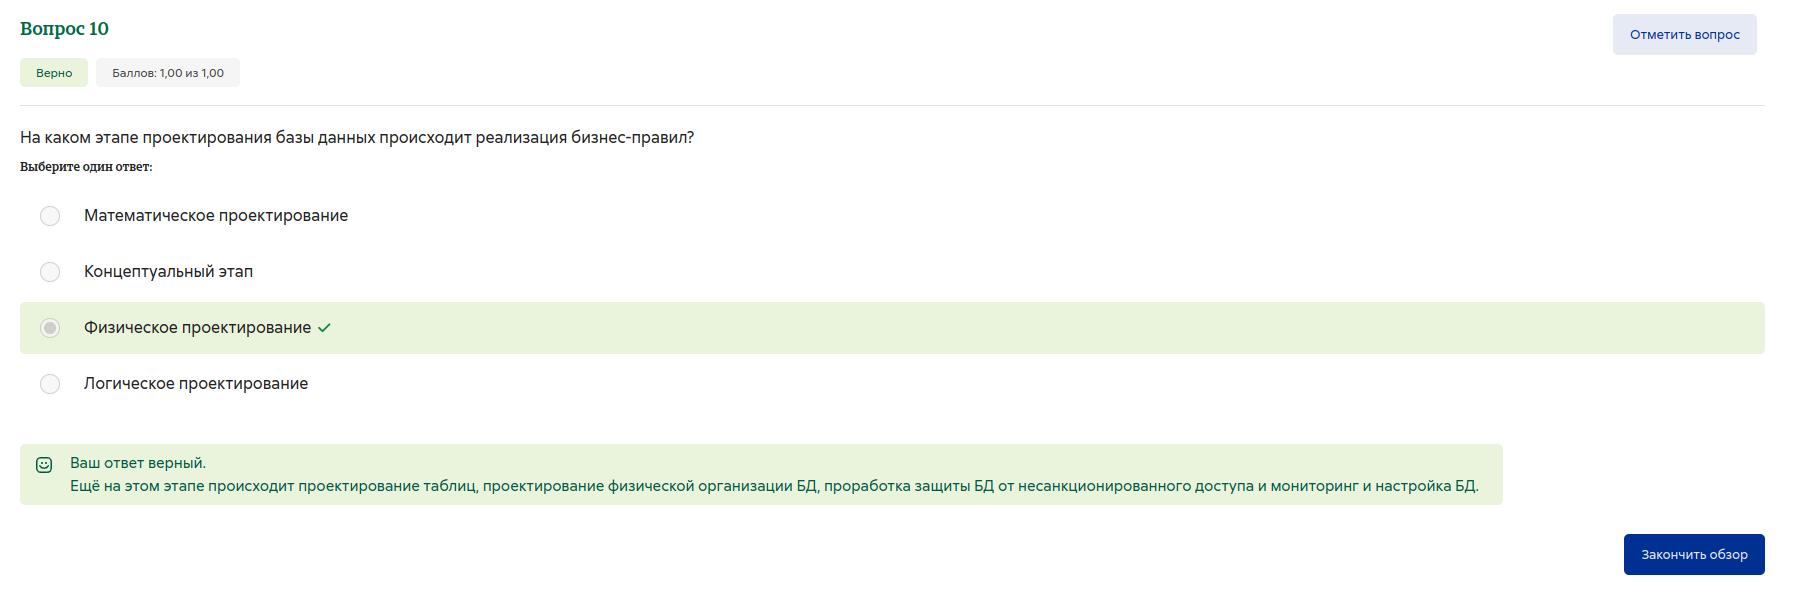 Вопрос 10
Отметить вопрос
Верно
Баллов: 1,00 из 1,00
На каком этапе проектирования базы данных происходит реализация бизнес-правил?
Выберите один ответ:
Математическое проектирование
Концептуальный этап
Физическое проектирование
Логическое проектирование
Ваш ответ верный.
Ещё на этом этапе происходит проектирование таблиц, проектирование физической организации БД, проработка защиты БД от несанкционированного доступа и мониторинг и настройка БД.
Закончить обзор